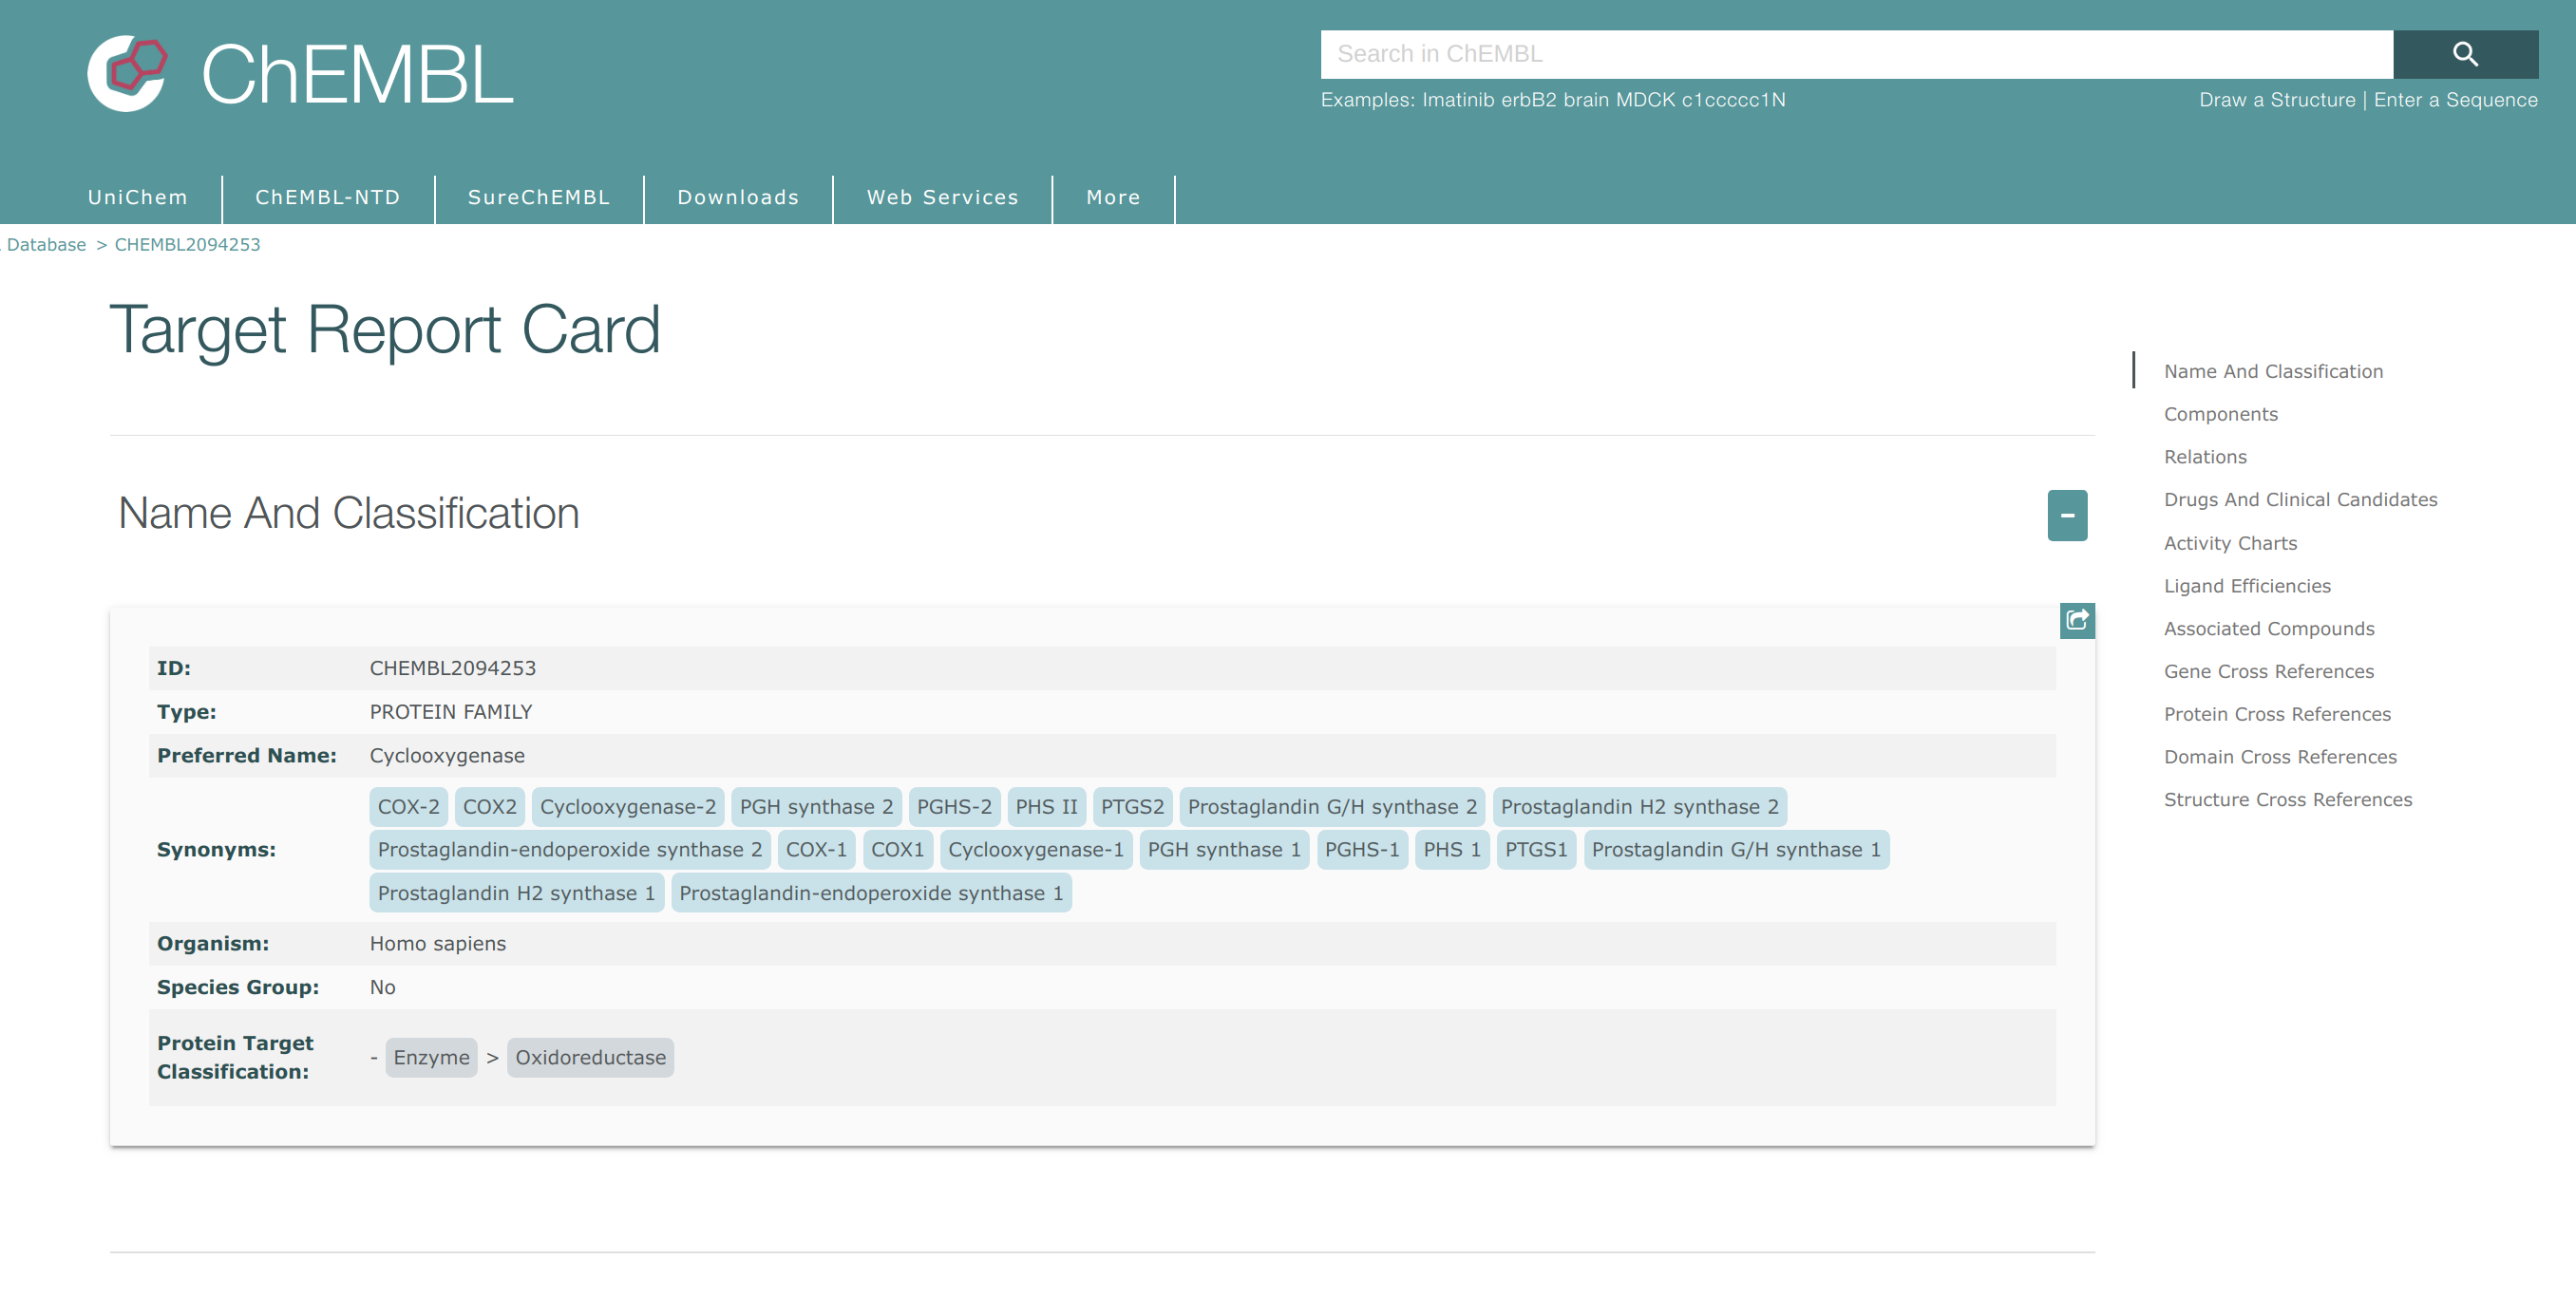 ChEMBL
Search in ChEMBL
Examples: Imatinib erbB2 brain MDCK c1ccccc1N
Draw a Structure | Enter a Sequence
UniChem
ChEMBL-NTD
SureChEMBL
Downloads
Web Services
More
Database > CHEMBL2094253
Target Report Card
Name And Classification
ID: CHEMBL2094253
Type: PROTEIN FAMILY
Preferred Name: Cyclooxygenase
Synonyms:
COX-2 COX2 Cyclooxygenase-2 PGH synthase 2 PGHS-2 PHS II PTGS2 Prostaglandin G/H synthase 2 Prostaglandin H2 synthase 2
Prostaglandin-endoperoxide synthase 2 COX-1 COX1 Cyclooxygenase-1 PGH synthase 1 PGHS-1 PHS 1 PTGS1 Prostaglandin G/H synthase 1
Prostaglandin H2 synthase 1 Prostaglandin-endoperoxide synthase 1
Organism: Homo sapiens
Species Group: No
Protein Target
Classification:
- Enzyme > Oxidoreductase
Name And Classification
Components
Relations
Drugs And Clinical Candidates
Activity Charts
Ligand Efficiencies
Associated Compounds
Gene Cross References
Protein Cross References
Domain Cross References
Structure Cross References